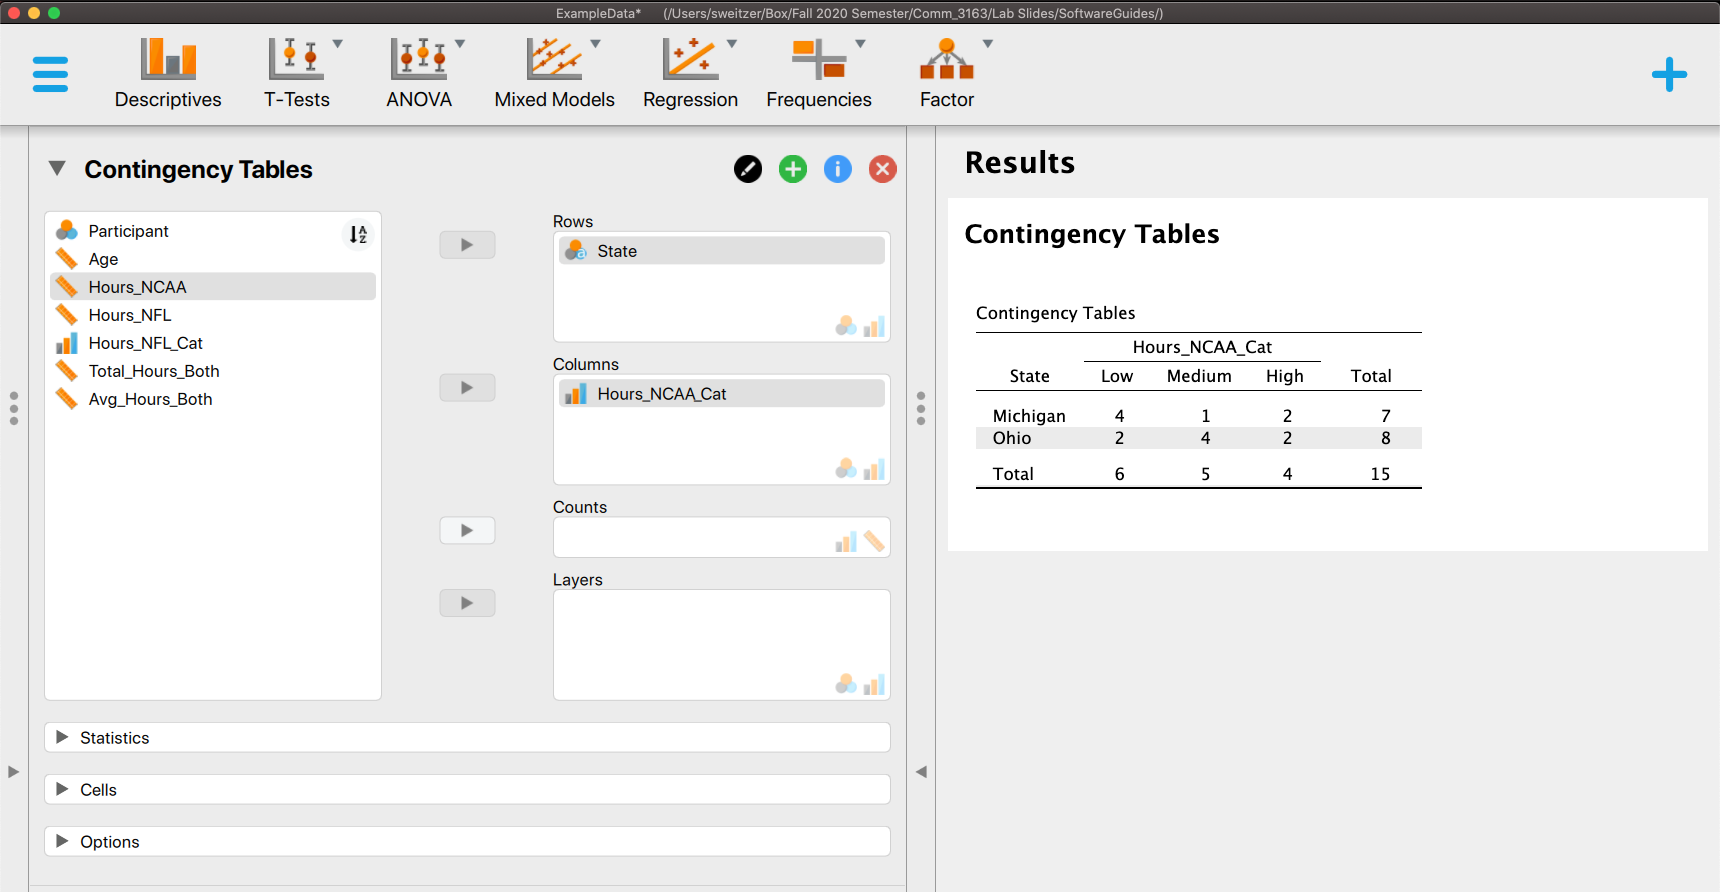 ExampleData* (/Users/sweitzer/Box/Fall 2020 Semester/Comm_3163/Lab Slides/SoftwareGuides/)
Descriptives T-Tests ANOVA Mixed Models Regression Frequencies Factor
Contingency Tables
Participant
Age
Hours_NCAA
Hours_NFL
Hours_NFL_Cat
Total_Hours_Both
Avg_Hours_Both
Rows
State
Columns
Hours_NCAA_Cat
Counts
Layers
Statistics
Cells
Options
Results
Contingency Tables
Contingency Tables
Hours_NCAA_Cat
State Low Medium High Total
Michigan 4 1 2 7
Ohio 2 4 2 8
Total 6 5 4 15